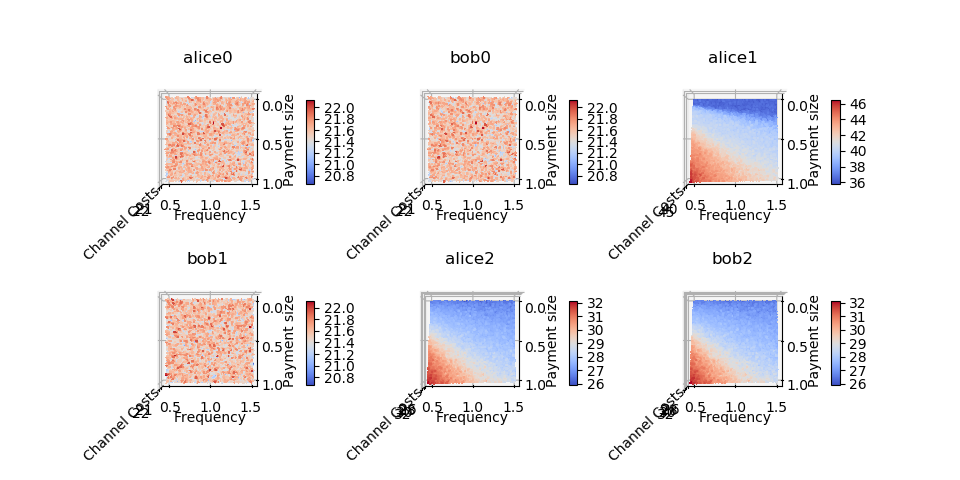 alice0
bob0
alice1
0.0
0.5
1.0
Payment size
22.0
21.8
21.6
21.4
21.2
21.0
20.8
0.5 1.0 1.5
Frequency
Channel Costs
0.0
0.5
1.0
Payment size
22.0
21.8
21.6
21.4
21.2
21.0
20.8
0.5 1.0 1.5
Frequency
Channel Costs
0.0
0.5
1.0
Payment size
46
44
42
40
38
36
0.5 1.0 1.5
Frequency
Channel Costs
bob1
alice2
bob2
0.0
0.5
1.0
Payment size
22.0
21.8
21.6
21.4
21.2
21.0
20.8
0.5 1.0 1.5
Frequency
Channel Costs
0.0
0.5
1.0
Payment size
32
31
30
29
28
27
26
0.5 1.0 1.5
Frequency
Channel Costs
0.0
0.5
1.0
Payment size
32
31
30
29
28
27
26
0.5 1.0 1.5
Frequency
Channel Costs